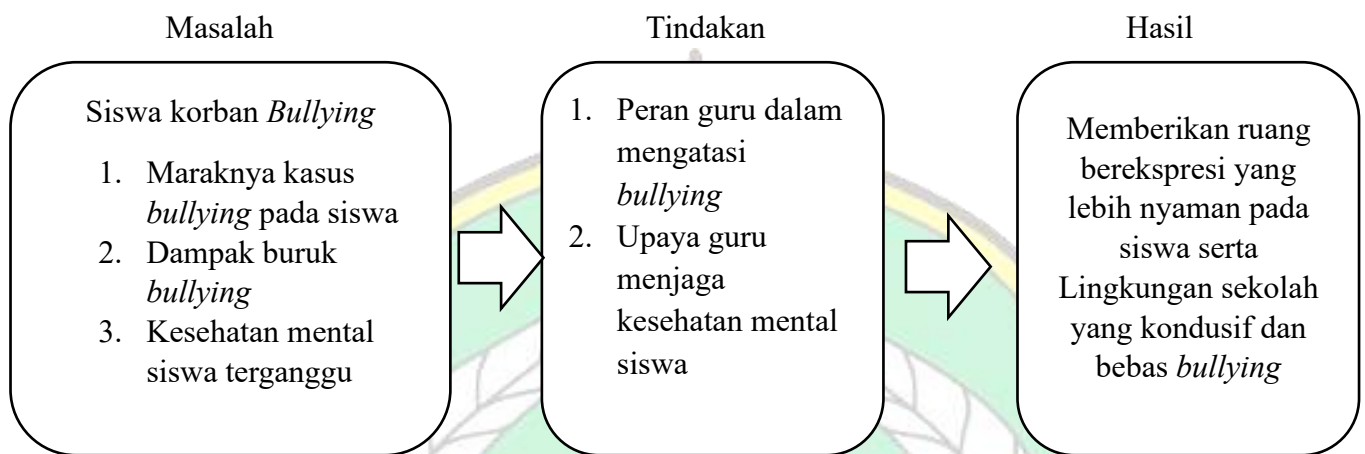 Masalah
Siswa korban Bullying
1. Maraknya kasus
bullying pada siswa
2. Dampak buruk
bullying
3. Kesehatan mental
siswa terganggu
Tindakan
1. Peran guru dalam
mengatasi
bullying
2. Upaya guru
menjaga
kesehatan mental
siswa
Hasil
Memberikan ruang
berekspresi yang
lebih nyaman pada
siswa serta
Lingkungan sekolah
yang kondusif dan
bebas bullying